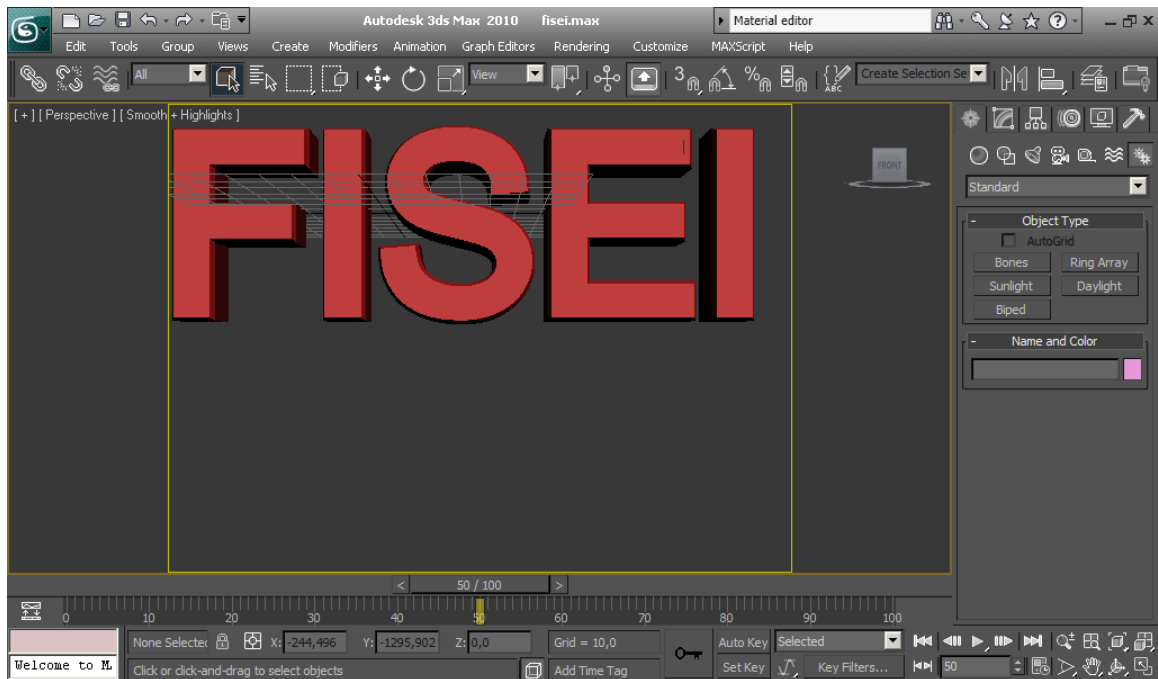 Autodesk 3ds Max 2010 fisei.max Material editor
Edit Tools Group Views Create Modifiers Animation Graph Editors Rendering Customize MAXScript Help
All View 3 ABC Create Selection Se
[ + ] [ Perspective ] [ Smooth + Highlights ]
FISEI
FRONT
Standard
- Object Type
AutoGrid
Bones Ring Array
Sunlight Daylight
Biped
- Name and Color
< 50 / 100 >
0 10 20 30 40 50 60 70 80 90 100
None Selected X: -244,496 Y: -1295,902 Z: 0,0 Grid = 10,0 Auto Key Selected
Welcome to M Click or click-and-drag to select objects Add Time Tag Set Key Key Filters... 50